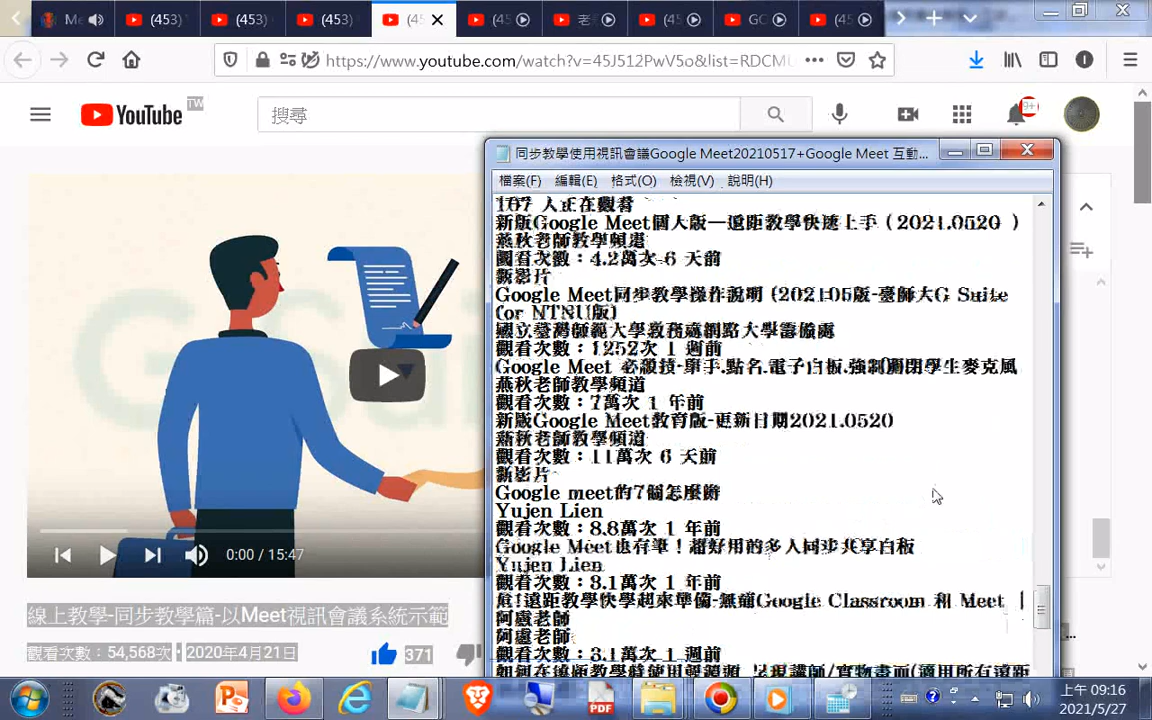 (453)
(453)
(453)
https://www.youtube.com/watch?v=45J512PwV5o&list=RDCMU
YouTube TW
搜尋
9+
同步教學使用視訊會議Google Meet20210517+Google Meet 互動...
檔案(F) 編輯(E) 格式(O) 檢視(V) 說明(H)
167 人正在觀看
新版Google Meet個人版—遠距教學快速上手（2021.0520 ）
燕秋老師教學頻道
觀看次數：4.2萬次 6 天前
新影片
Google Meet同步教學操作說明 (202105版-臺師大G Suite
(or NTNU版)
國立臺灣師範大學教務處網路大學籌備處
觀看次數：1252次 1 週前
Google Meet 必殺技-舉手.點名.電子白板.強制關閉學生麥克風
燕秋老師教學頻道
觀看次數：7萬次 1 年前
新版Google Meet教育版-更新日期2021.0520
燕秋老師教學頻道
觀看次數：11萬次 6 天前
新影片
Google meet的7個怎麼辦
Yujen Lien
觀看次數：8.8萬次 1 年前
Google Meet也有筆！超好用的多人同步共享白板
Yujen Lien
觀看次數：3.1萬次 1 年前
遠距教學快學起來準備-無痛Google Classroom 和 Meet |
阿處老師
阿處老師
觀看次數：3.1萬次 1 週前
0:00 / 15:47
線上教學-同步教學篇-以Meet視訊會議系統示範
觀看次數：54,568次 • 2020年4月21日
371
PDF
上午 09:16
2021/5/27